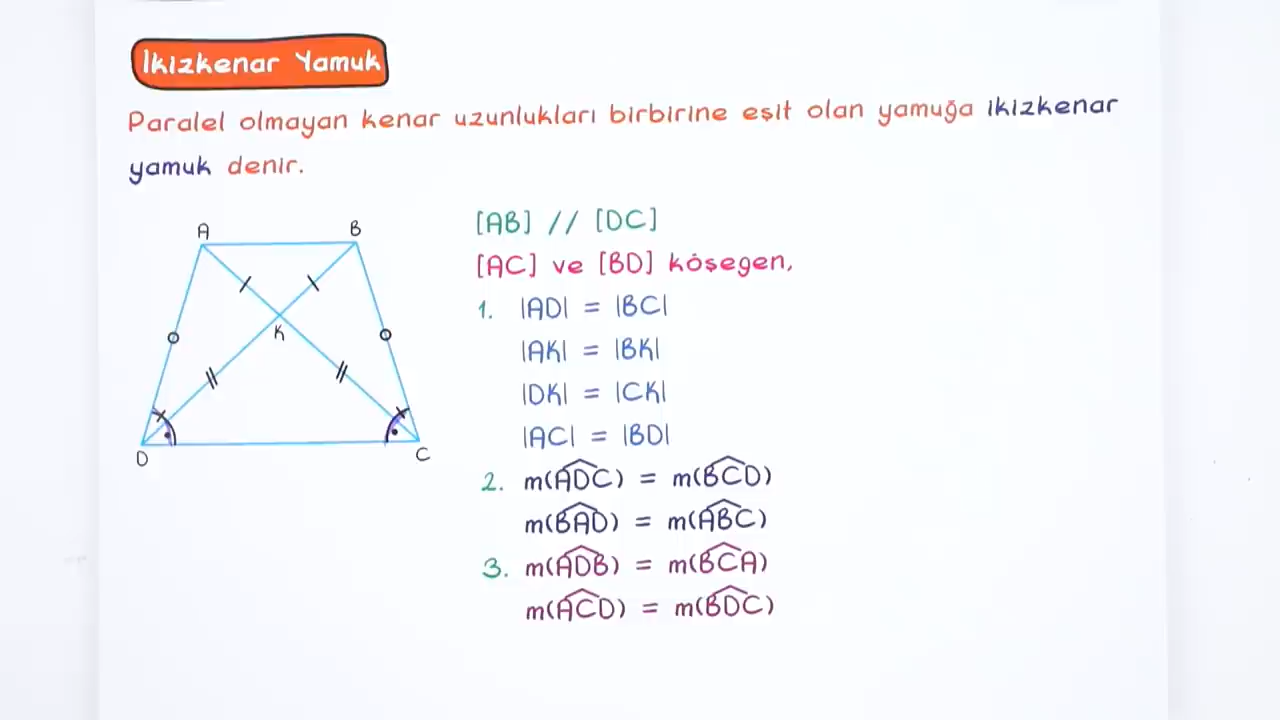 İkizkenar Yamuk
Paralel olmayan kenar uzunlukları birbirine eşit olan yamuğa ikizkenar
yamuk denir.
A
B
K
D
C
[AB] // [DC]
[AC] ve [BD] köşegen,
1. |AD| = |BC|
|AK| = |BK|
|DK| = |CK|
|AC| = |BD|
2. m(ADC) = m(BCD)
m(BAD) = m(ABC)
3. m(ADB) = m(BCA)
m(ACD) = m(BDC)